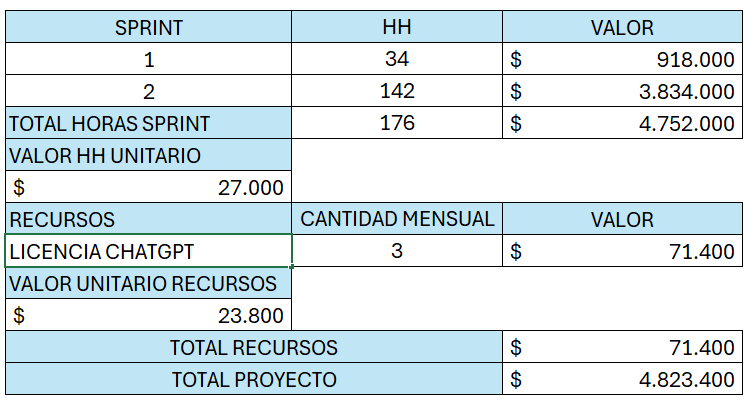 SPRINT HH VALOR
1 34 $ 918.000
2 142 $ 3.834.000
TOTAL HORAS SPRINT 176 $ 4.752.000
VALOR HH UNITARIO
$ 27.000
RECURSOS CANTIDAD MENSUAL VALOR
LICENCIA CHATGPT 3 $ 71.400
VALOR UNITARIO RECURSOS
$ 23.800
TOTAL RECURSOS $ 71.400
TOTAL PROYECTO $ 4.823.400